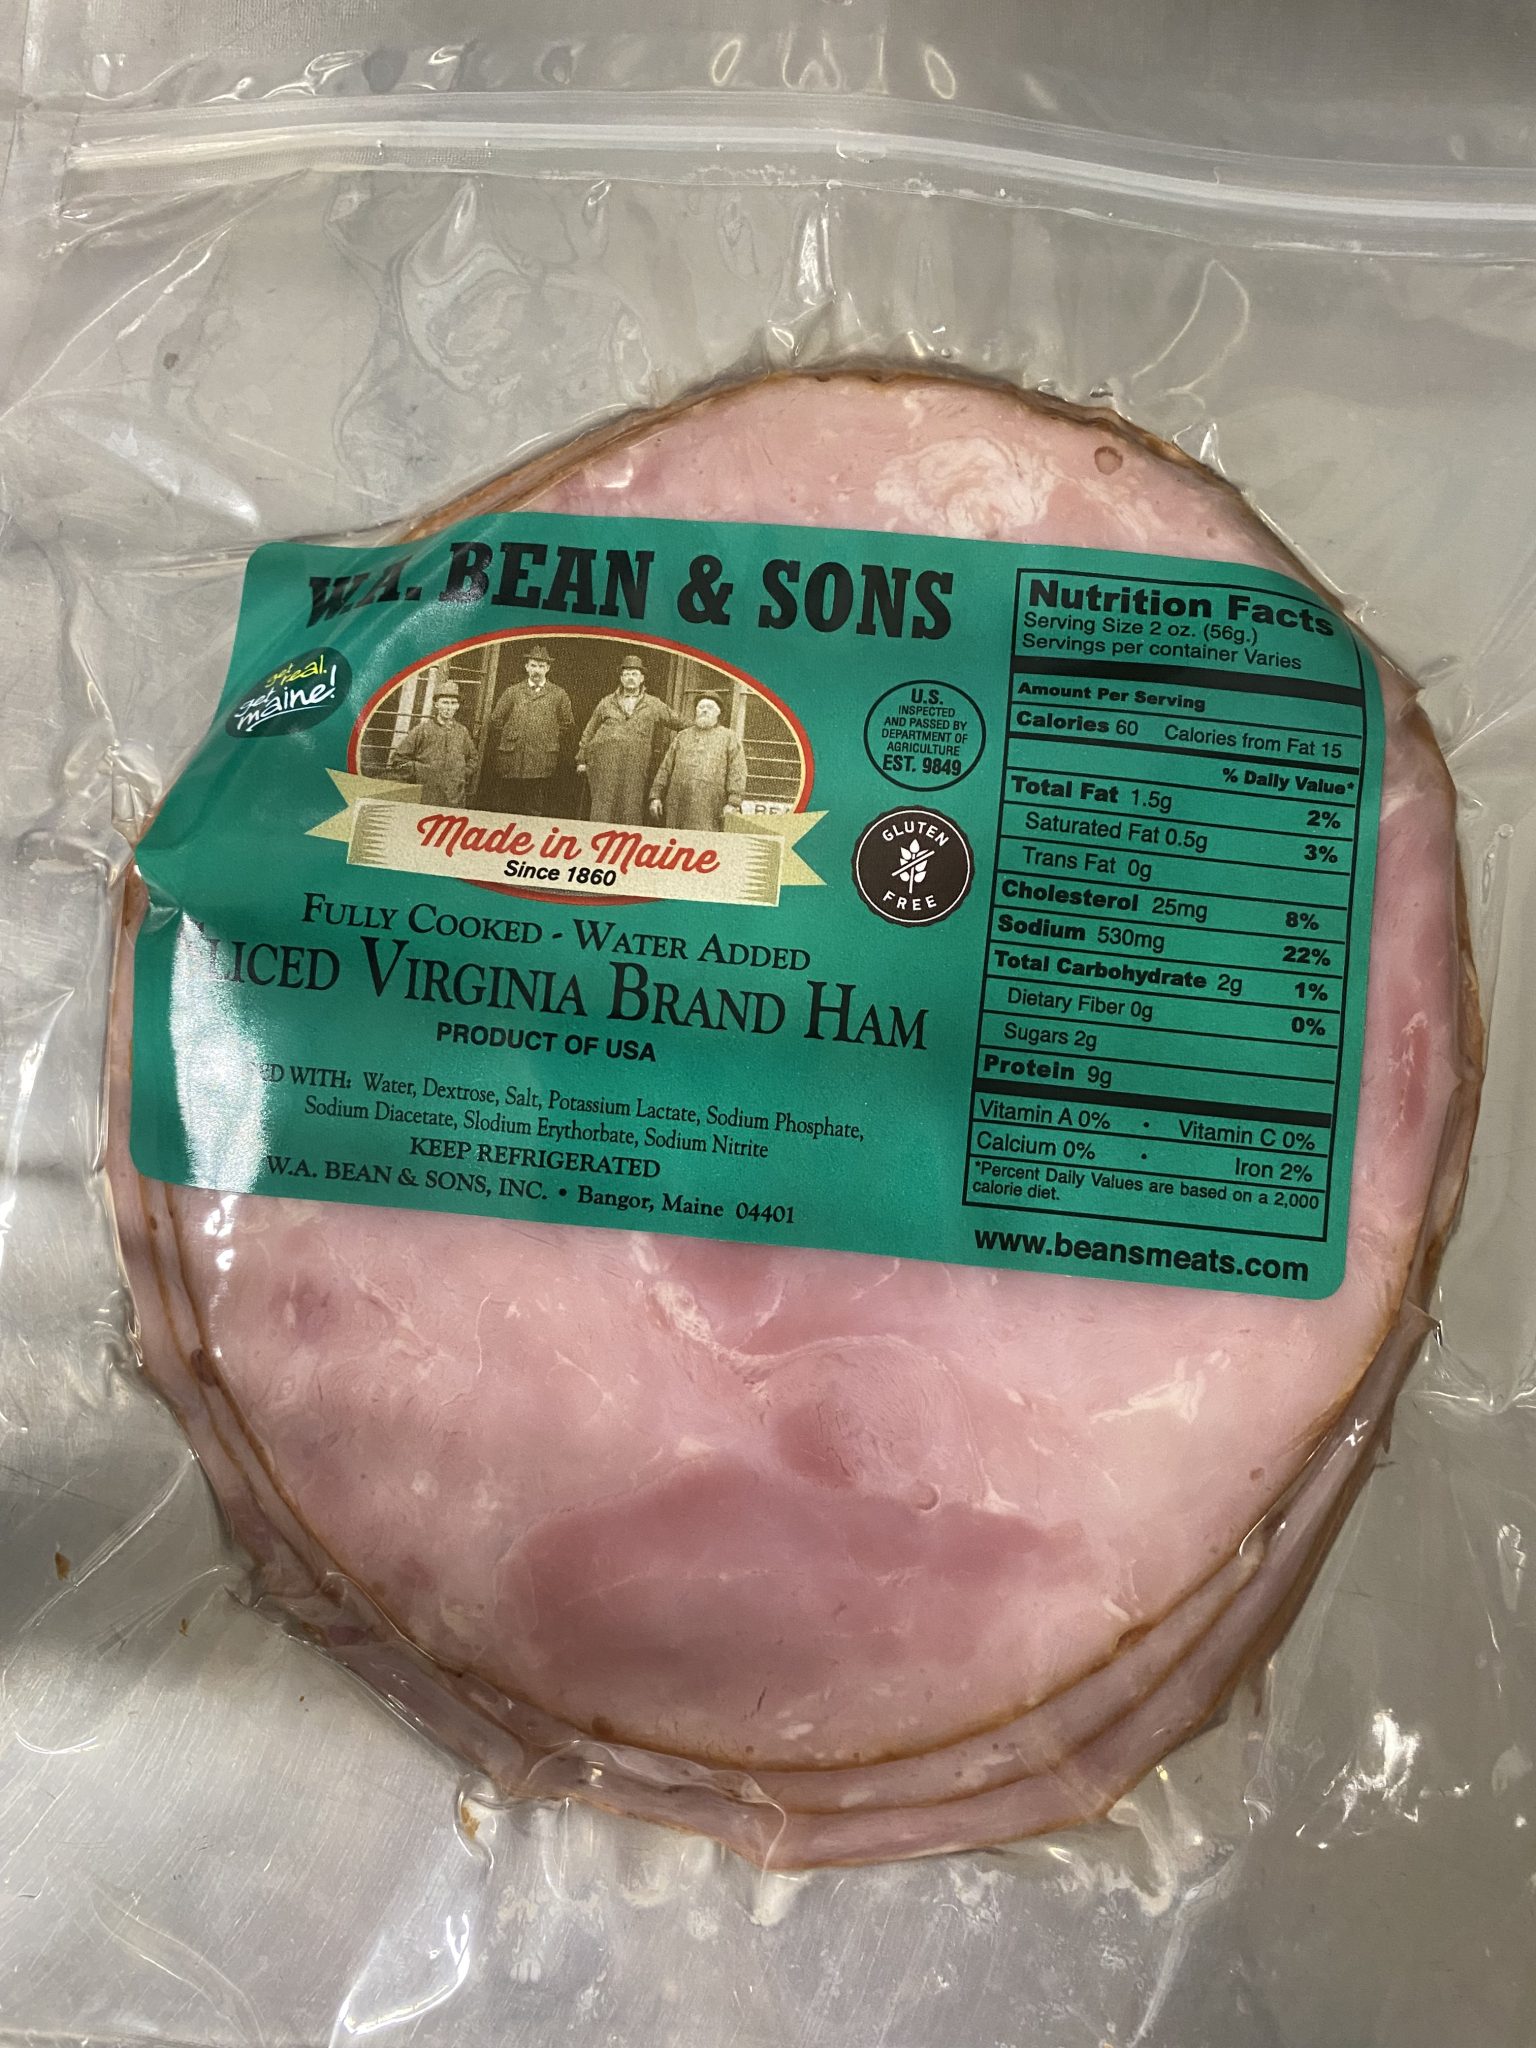 W.A. BEAN & SONS
get real.
get maine!
BEA
Made in Maine
Since 1860
U.S.
INSPECTED
AND PASSED BY
DEPARTMENT OF
AGRICULTURE
EST. 9849
GLUTEN
FREE
FULLY COOKED - WATER ADDED
SLICED VIRGINIA BRAND HAM
PRODUCT OF USA
WITH: Water, Dextrose, Salt, Potassium Lactate, Sodium Phosphate,
Sodium Diacetate, Slodium Erythorbate, Sodium Nitrite
KEEP REFRIGERATED
W.A. BEAN & SONS, INC. • Bangor, Maine 04401
Nutrition Facts
Serving Size 2 oz. (56g.)
Servings per container Varies
Amount Per Serving
Calories 60 Calories from Fat 15
% Daily Value*
Total Fat 1.5g 2%
Saturated Fat 0.5g 3%
Trans Fat 0g
Cholesterol 25mg 8%
Sodium 530mg 22%
Total Carbohydrate 2g 1%
Dietary Fiber 0g 0%
Sugars 2g
Protein 9g
Vitamin A 0% • Vitamin C 0%
Calcium 0% • Iron 2%
*Percent Daily Values are based on a 2,000
calorie diet.
www.beansmeats.com